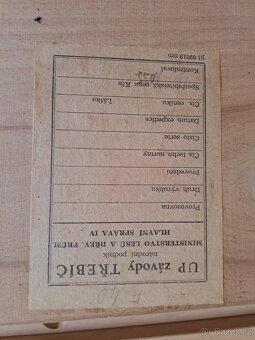 UP závody TŘEBÍČ
národní podnik
MINISTERSTVO LESŮ A DŘEV. PRŮM.
HLAVNÍ SPRÁVA IV
Provozovna
Druh výrobku
Provedení
Čís. techn. normy
Číslo serie
Datum expedice
Čís. ceníku Látka
Spotřebitelská cena Kčs
Kontroloval